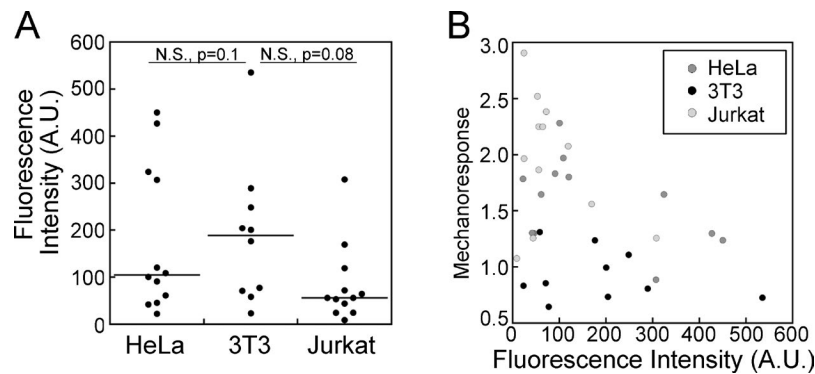 A
Fluorescence
Intensity (A.U.)
600
500
400
300
200
100
0
N.S., p=0.1
N.S., p=0.08
HeLa
3T3
Jurkat
B
Mechanoresponse
3.0
2.5
2.0
1.5
1.0
0.5
HeLa
3T3
Jurkat
0
100
200
300
400
500
600
Fluorescence Intensity (A.U.)